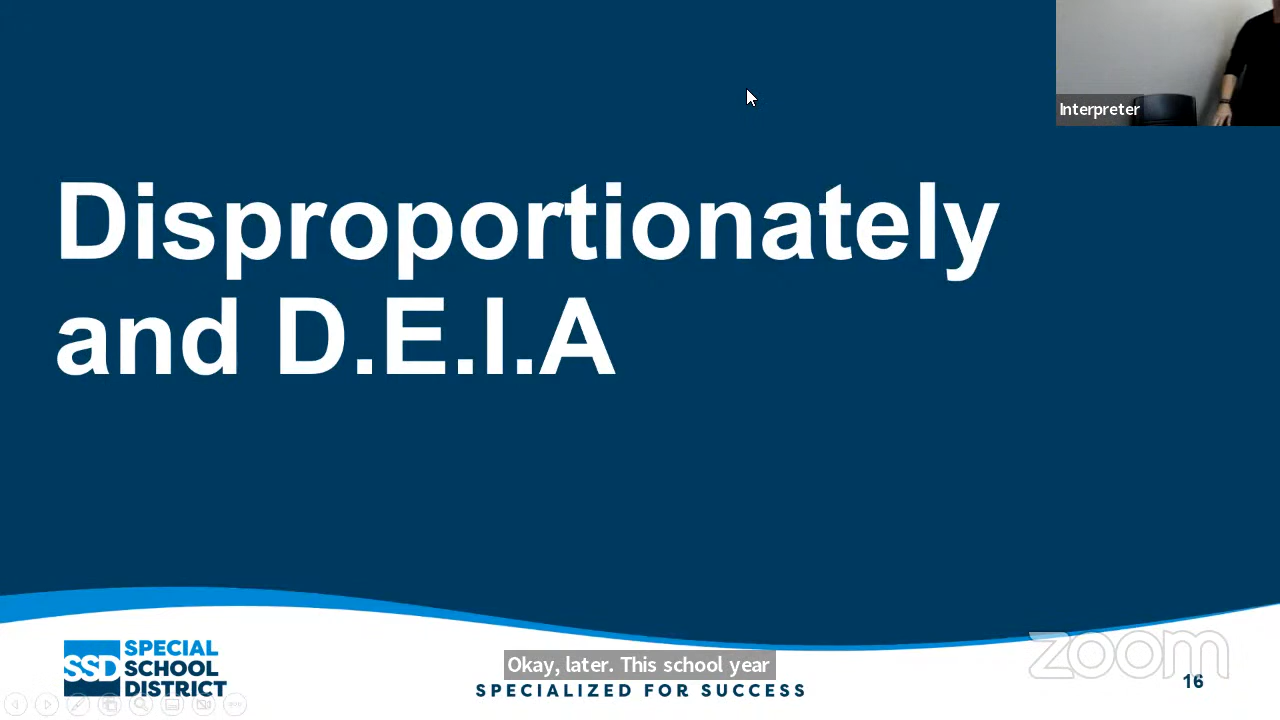 Interpreter
Disproportionately
and D.E.I.A
SSD SPECIAL
SCHOOL
DISTRICT
Okay, later. This school year
SPECIALIZED FOR SUCCESS
zoom
16